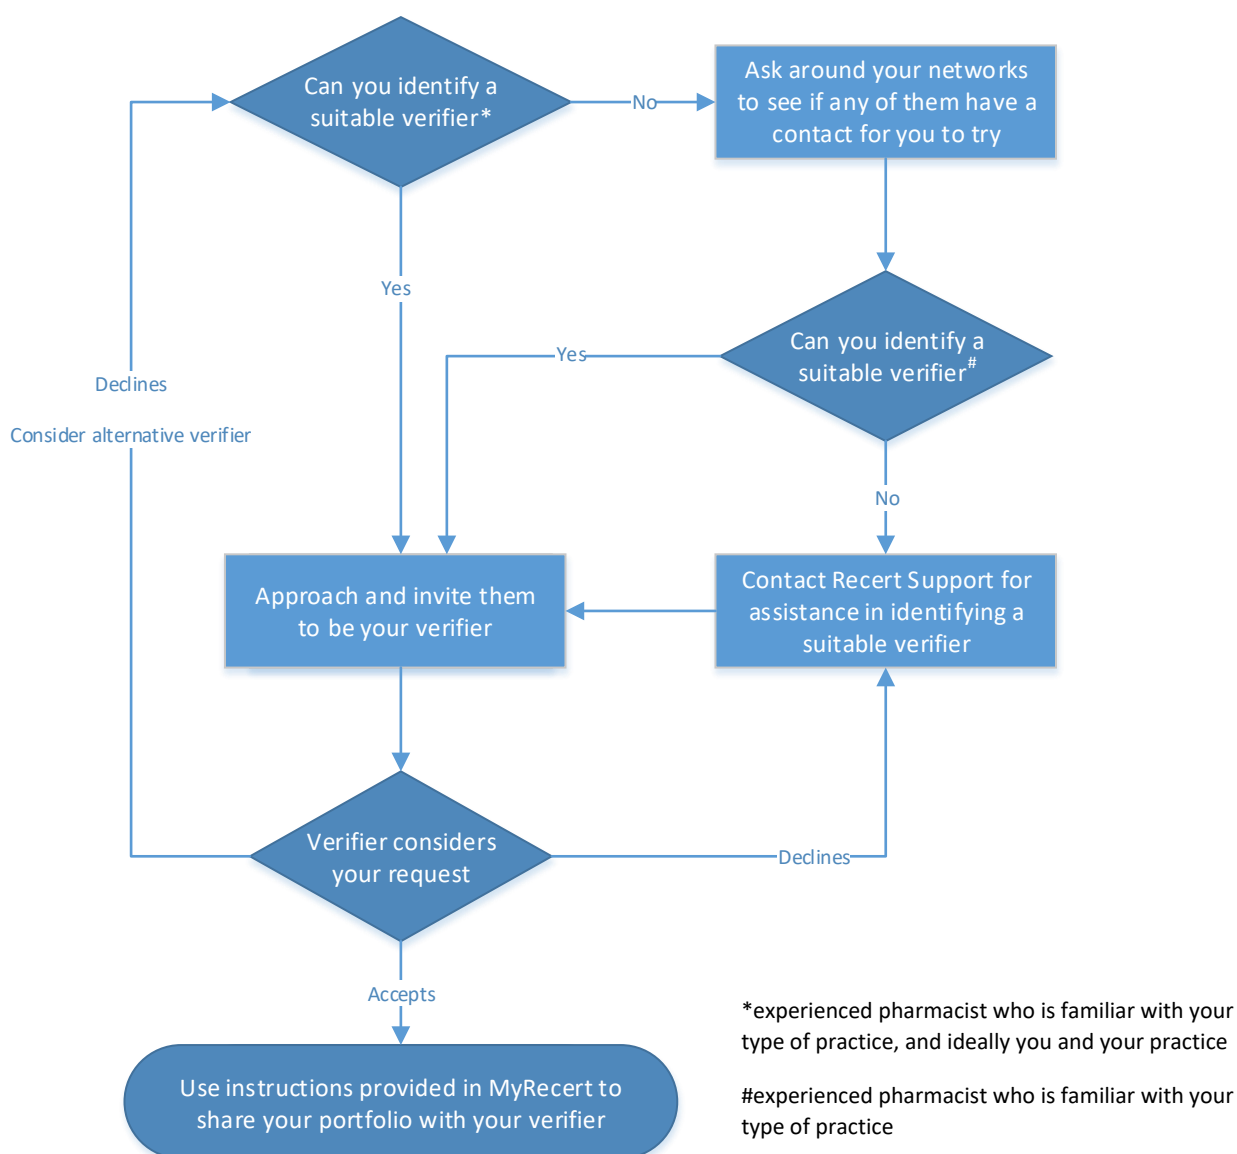 Can you identify a
suitable verifier*
No
Ask around your networks
to see if any of them have a
contact for you to try
Yes
Can you identify a
suitable verifier#
Yes
Declines
Consider alternative verifier
No
Approach and invite them
to be your verifier
Contact Recert Support for
assistance in identifying a
suitable verifier
Verifier considers
your request
Declines
Accepts
Use instructions provided in MyRecert to
share your portfolio with your verifier
*experienced pharmacist who is familiar with your
type of practice, and ideally you and your practice
#experienced pharmacist who is familiar with your
type of practice